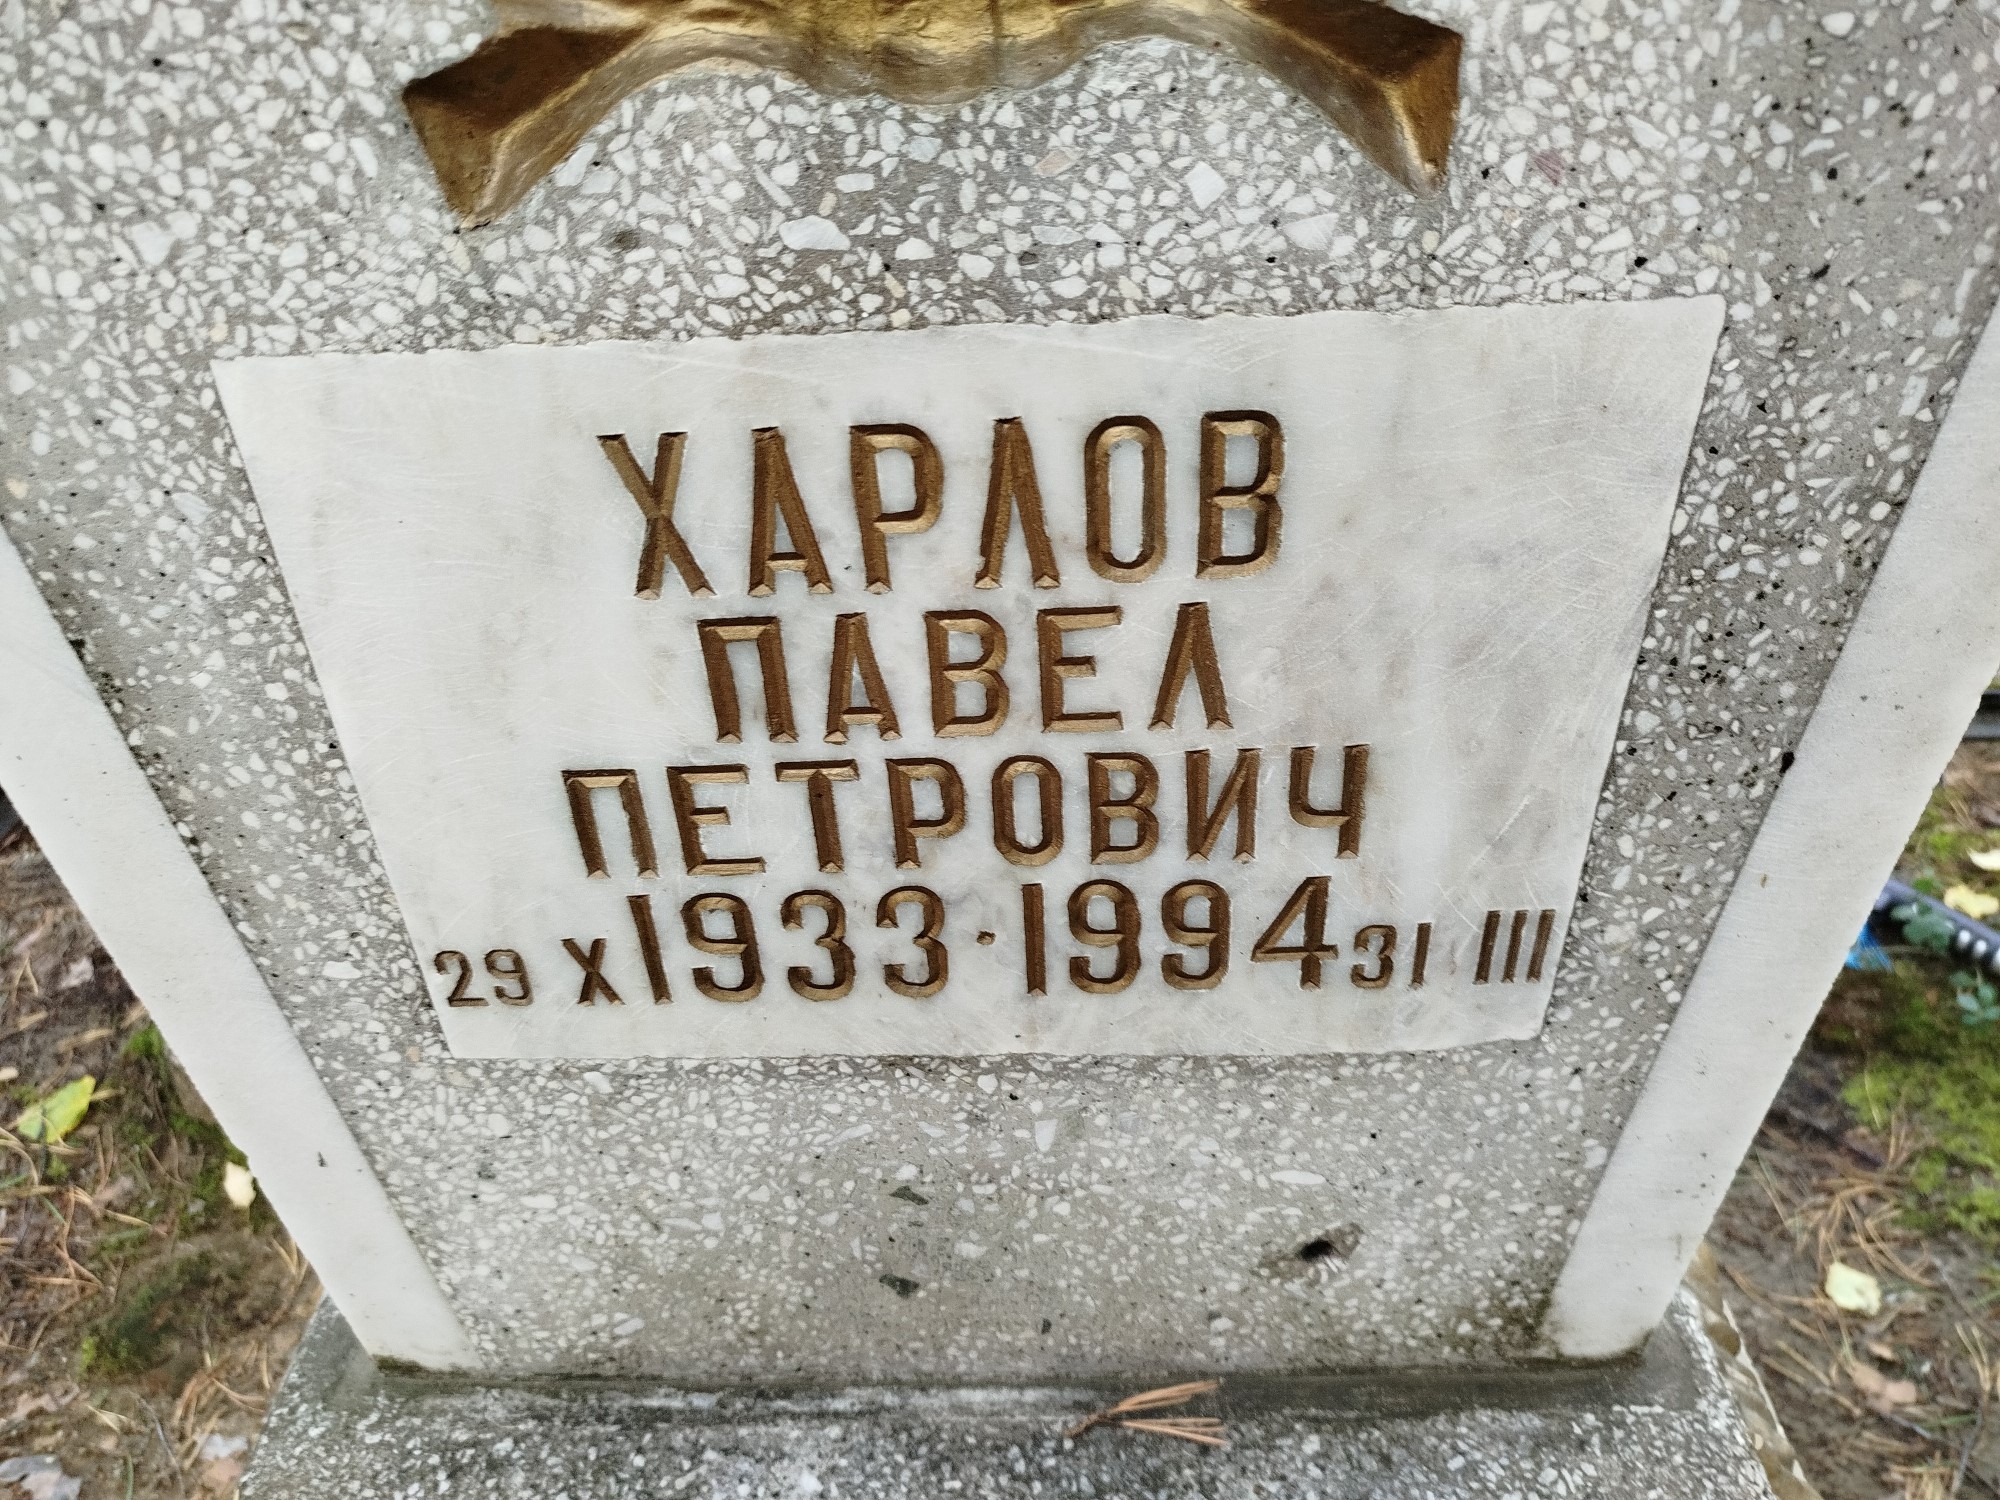 ХАРЛОВ
ПАВЕЛ
ПЕТРОВИЧ
29 X 1933 · 1994 31 III